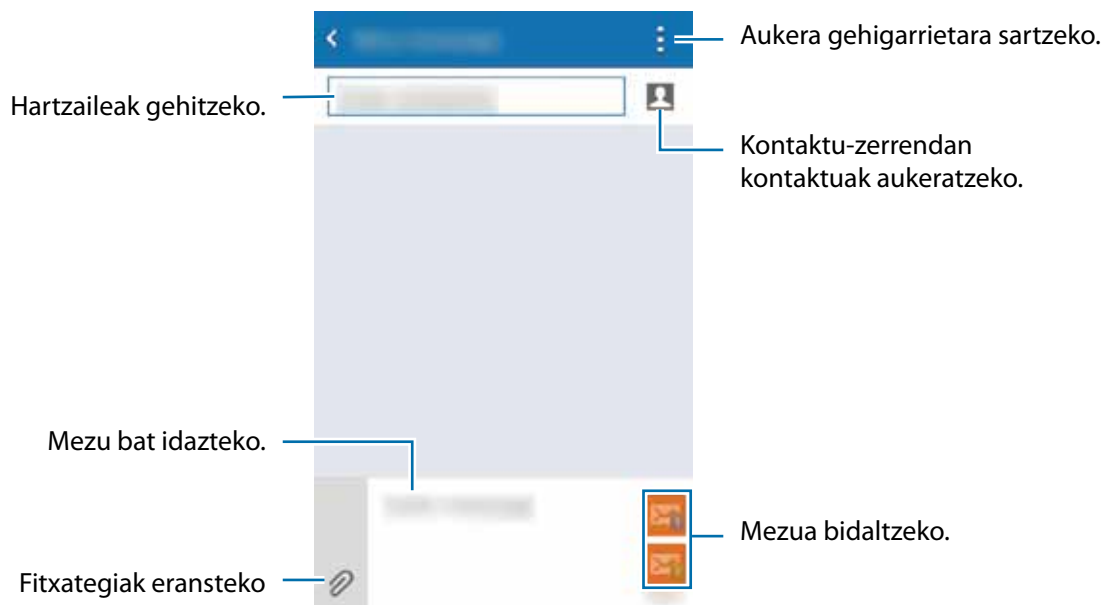 Aukera gehigarrietara sartzeko.
Hartzaileak gehitzeko.
Kontaktu-zerrendan
kontaktuak aukeratzeko.
Mezu bat idazteko.
Mezua bidaltzeko.
Fitxategiak eransteko